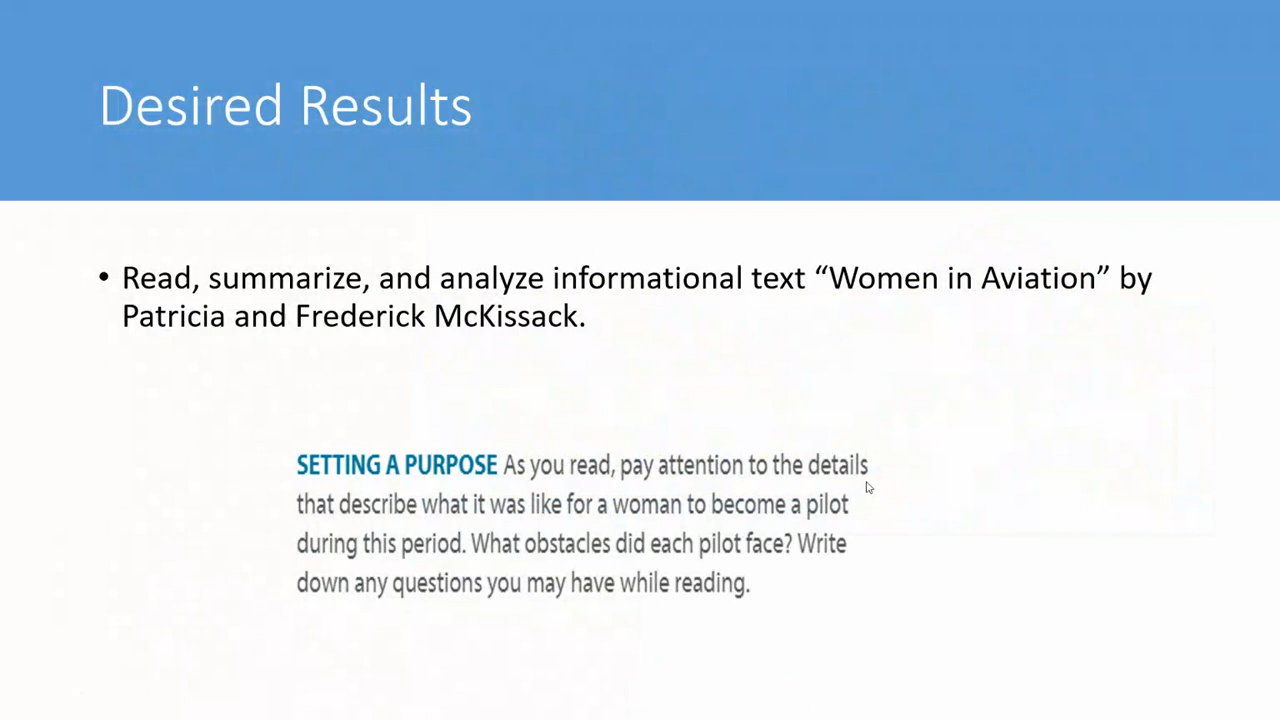 Desired Results
• Read, summarize, and analyze informational text “Women in Aviation” by
Patricia and Frederick McKissack.
SETTING A PURPOSE As you read, pay attention to the details
that describe what it was like for a woman to become a pilot
during this period. What obstacles did each pilot face? Write
down any questions you may have while reading.